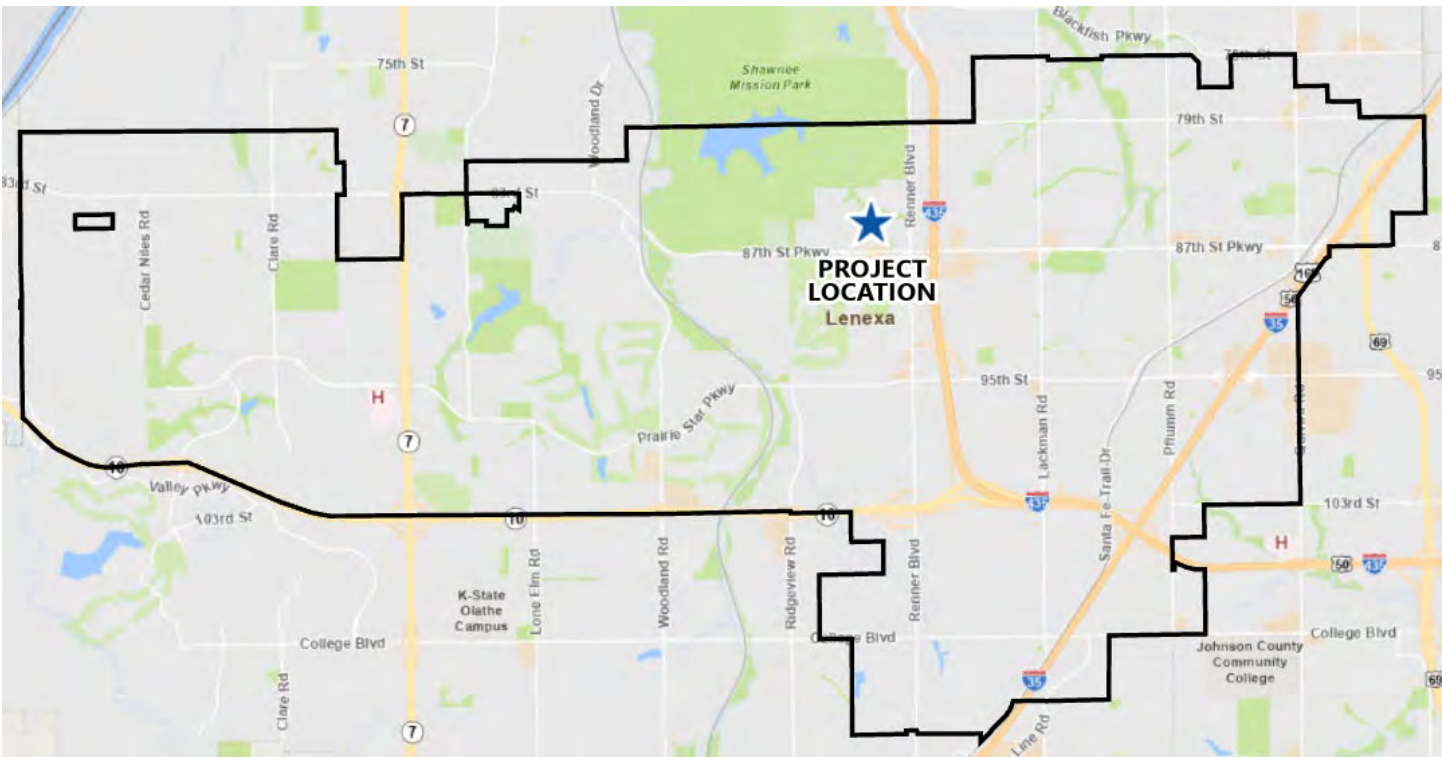 Blackfish Pkwy
75th St
75th St
Shawnee
Mission Park
Woodland Dr
7
79th St
Renner Blvd
83rd St
83rd St
435
Cedar Niles Rd
Clare Rd
87th St Pkwy
87th St Pkwy
PROJECT
LOCATION
Lenexa
169
35
69
95th St
95
H
Prairie Star Pkwy
Lackman Rd
Pflumm Rd
7
10
Valley Pkwy
103rd St
10
10
435
Santa Fe Trail Dr
103rd St
H
50
435
K-State
Olathe
Campus
Lone Elm Rd
Woodland Rd
Ridgeview Rd
Renner Blvd
College Blvd
College Blvd
College Blvd
Johnson County
Community
College
Clare Rd
35
69
7
Line Rd